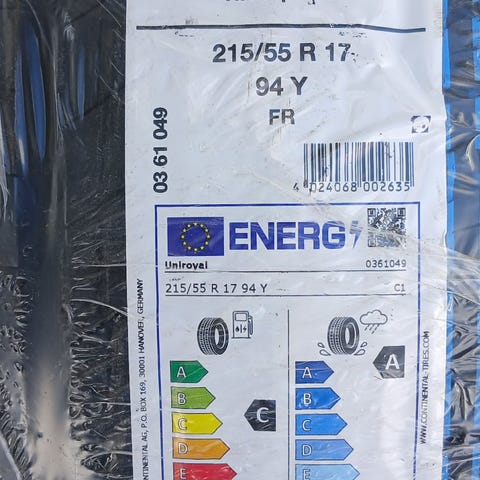 215/55 R 17
94 Y
FR
03 61 049
4 024068 002635
ENERG
Uniroyal 0361049
215/55 R 17 94 Y C1
A
B
C
D
E
C
A
B
C
D
E
A
CONTINENTAL AG, P.O. BOX 169, 30001 HANOVER, GERMANY
WWW.CONTINENTAL-TIRES.COM